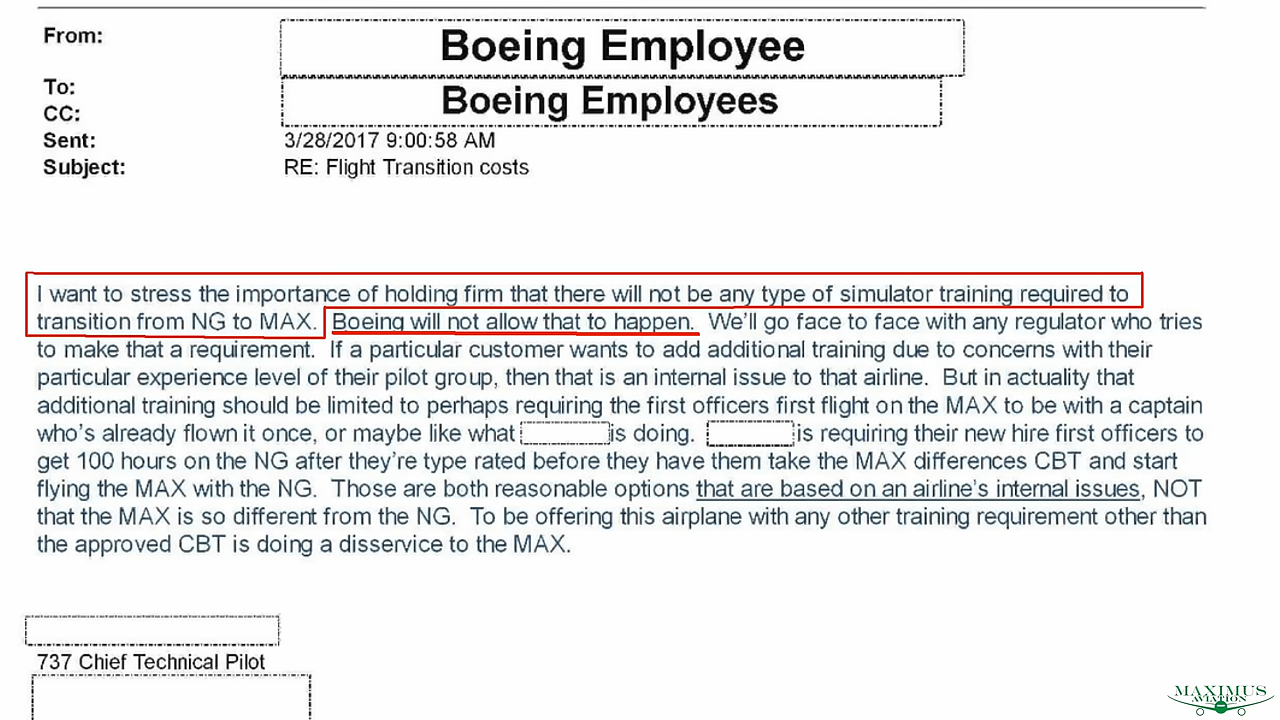 From:
Boeing Employee
To:
Boeing Employees
CC:
Sent: 3/28/2017 9:00:58 AM
Subject: RE: Flight Transition costs
I want to stress the importance of holding firm that there will not be any type of simulator training required to
transition from NG to MAX. Boeing will not allow that to happen. We'll go face to face with any regulator who tries
to make that a requirement. If a particular customer wants to add additional training due to concerns with their
particular experience level of their pilot group, then that is an internal issue to that airline. But in actuality that
additional training should be limited to perhaps requiring the first officers first flight on the MAX to be with a captain
who's already flown it once, or maybe like what is doing. is requiring their new hire first officers to
get 100 hours on the NG after they're type rated before they have them take the MAX differences CBT and start
flying the MAX with the NG. Those are both reasonable options that are based on an airline's internal issues, NOT
that the MAX is so different from the NG. To be offering this airplane with any other training requirement other than
the approved CBT is doing a disservice to the MAX.
737 Chief Technical Pilot
MAXIMUS
AVIATION